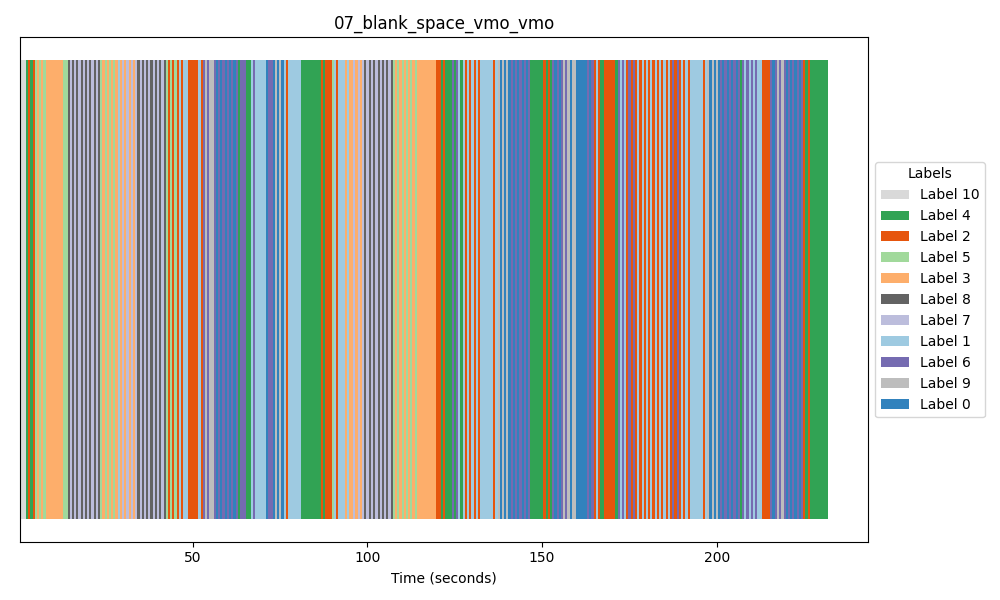 07_blank_space_vmo_vmo
Labels
Label 10
Label 4
Label 2
Label 5
Label 3
Label 8
Label 7
Label 1
Label 6
Label 9
Label 0
50
100
150
200
Time (seconds)